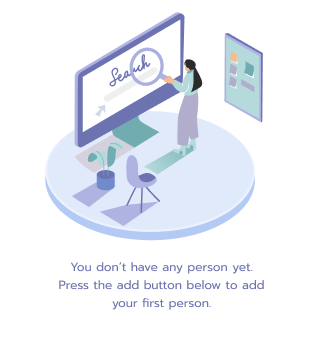 Search
You don't have any person yet.
Press the add button below to add
your first person.